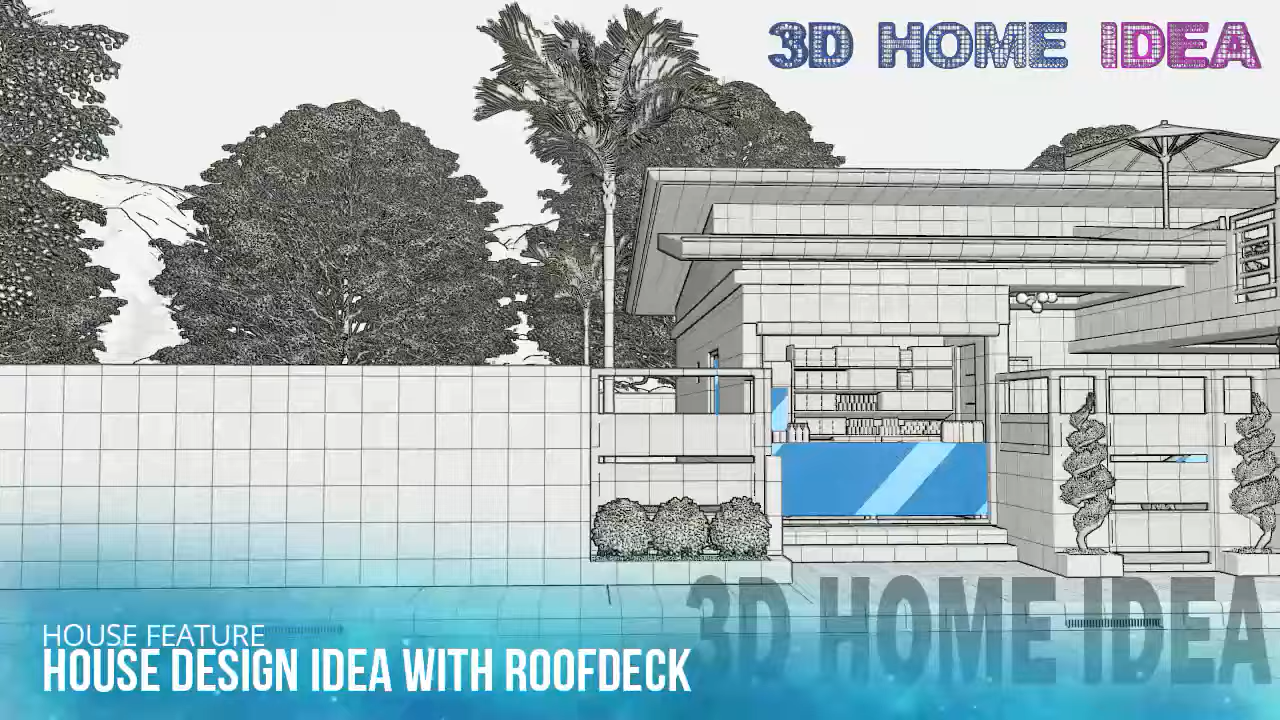 3D HOME IDEA
3D HOME IDEA
HOUSE FEATURE
HOUSE DESIGN IDEA WITH ROOFDECK